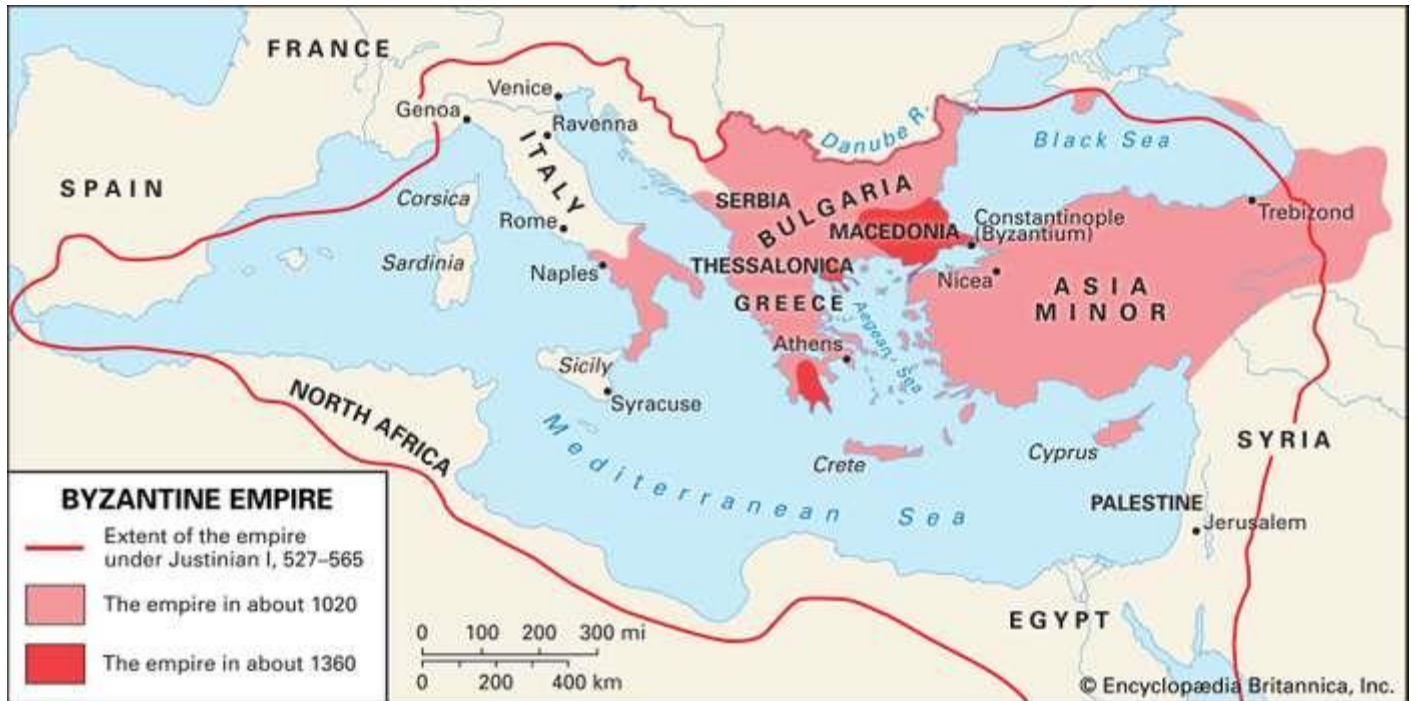 FRANCE
Venice
Genoa
Ravenna
ITALY
Danube R.
Black Sea
SPAIN
Corsica
SERBIA
BULGARIA
Rome
MACEDONIA
Constantinople
(Byzantium)
Trebizond
Sardinia
Naples
THESSALONICA
Nicea
ASIA
MINOR
GREECE
Aegean Sea
Athens
Sicily
Syracuse
NORTH AFRICA
Mediterranean Sea
Crete
Cyprus
SYRIA
PALESTINE
Jerusalem
EGYPT
BYZANTINE EMPIRE
Extent of the empire
under Justinian I, 527–565
The empire in about 1020
The empire in about 1360
0 100 200 300 mi
0 200 400 km
© Encyclopædia Britannica, Inc.